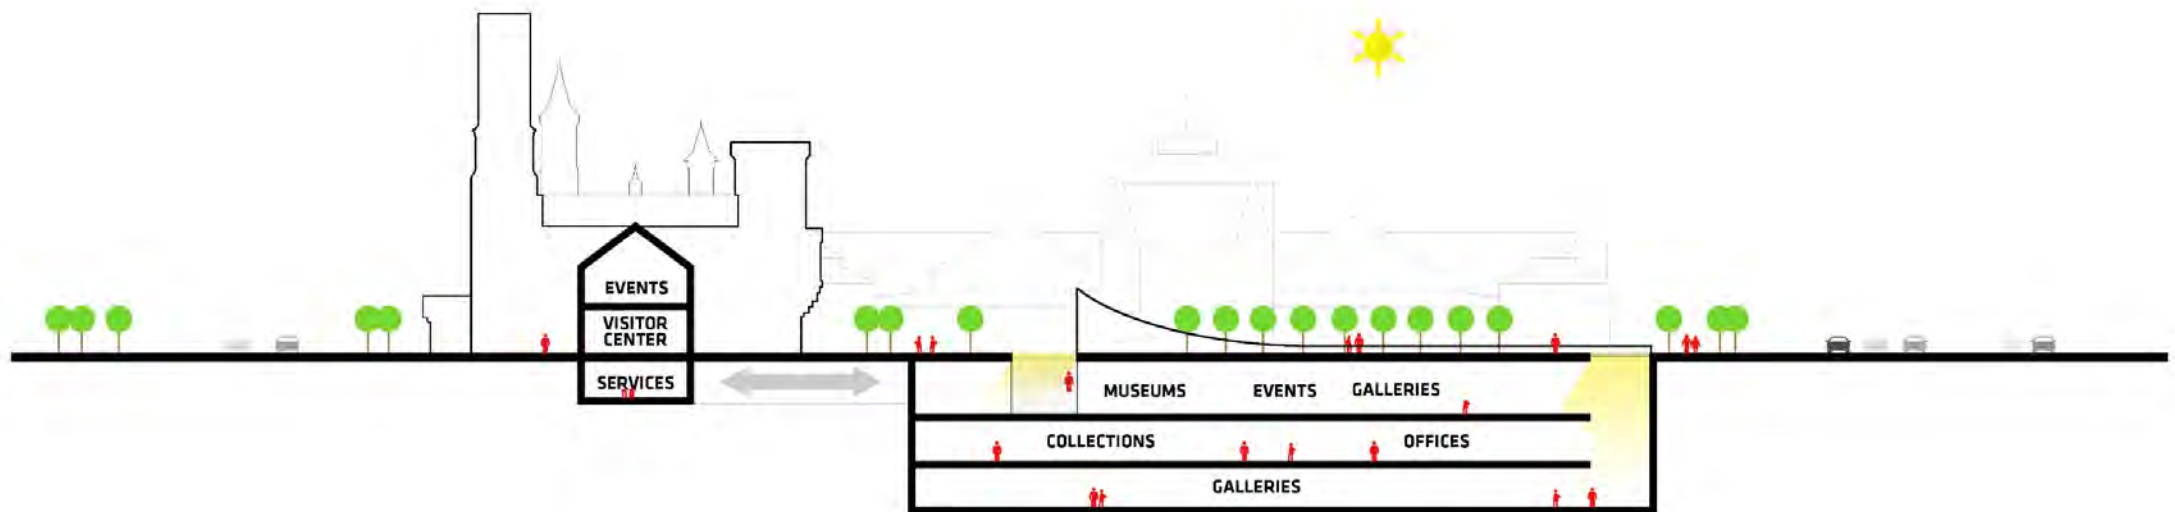 EVENTS
VISITOR
CENTER
SERVICES
MUSEUMS
EVENTS
GALLERIES
COLLECTIONS
OFFICES
GALLERIES